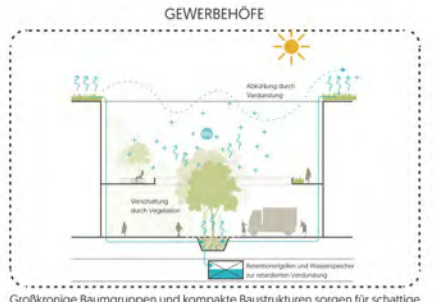 GEWERBEHÖFE
Abkühlung durch
Verdunstung
Verschattung
durch Vegetation
Retentionsrigolen und Wasserspeicher
zur retardierten Verdunstung
Großkronige Baumgruppen und kompakte Baustrukturen sorgen für schattige